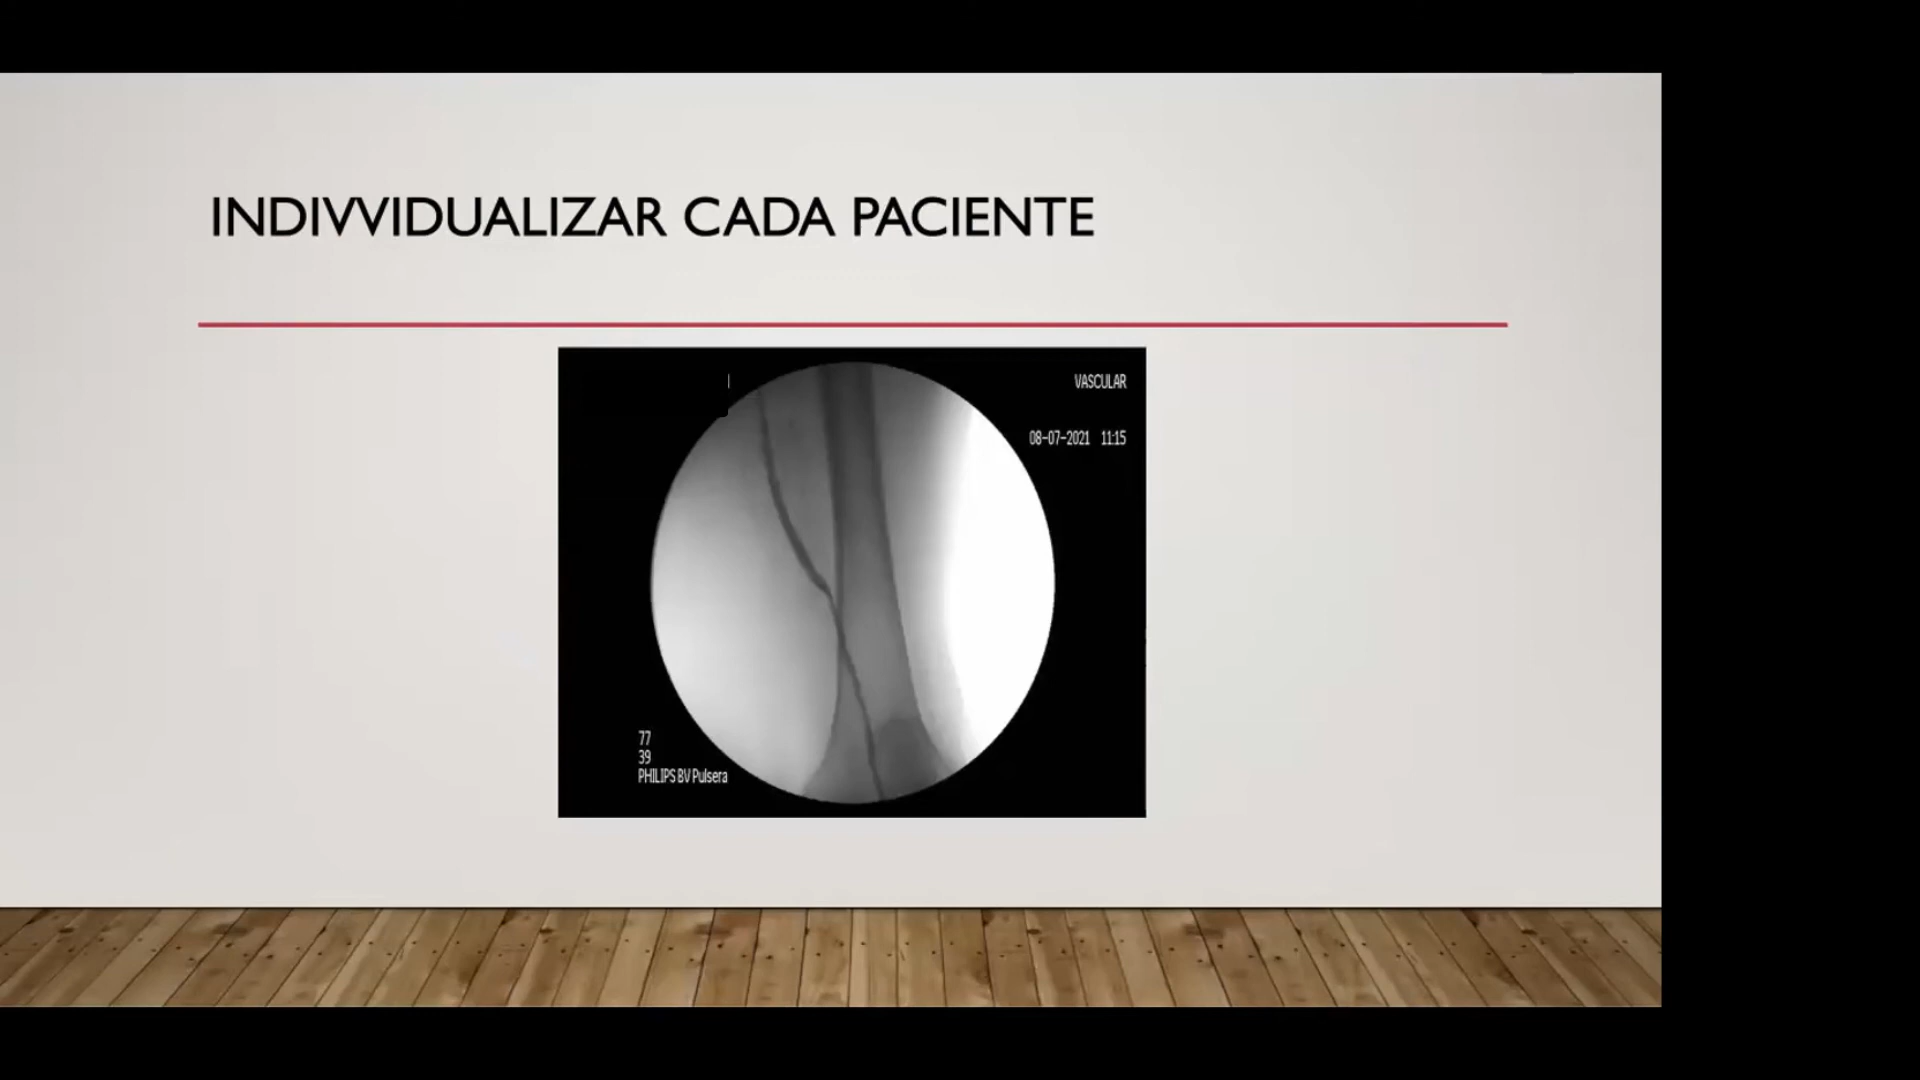 INDIVVIDUALIZAR CADA PACIENTE
VASCULAR
08-07-2021 11:15
77
39
PHILIPS BV Pulsera